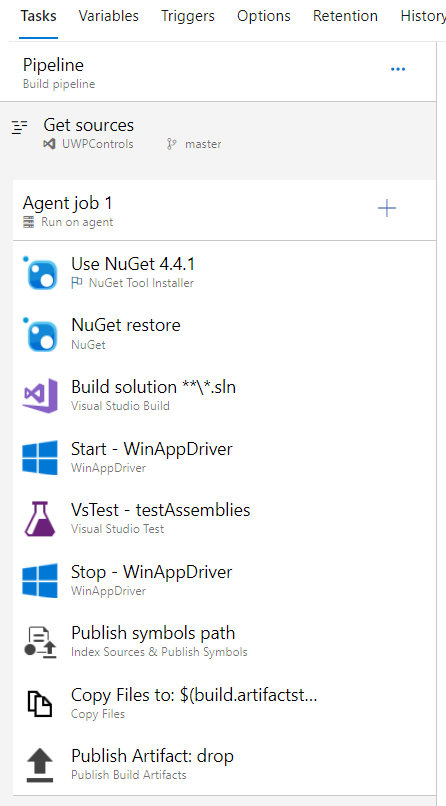 Tasks Variables Triggers Options Retention History
Pipeline
Build pipeline
Get sources
UWPControls master
Agent job 1
Run on agent
Use NuGet 4.4.1
NuGet Tool Installer
NuGet restore
NuGet
Build solution **\*.sln
Visual Studio Build
Start - WinAppDriver
WinAppDriver
VsTest - testAssemblies
Visual Studio Test
Stop - WinAppDriver
WinAppDriver
Publish symbols path
Index Sources & Publish Symbols
Copy Files to: $(build.artifactst...
Copy Files
Publish Artifact: drop
Publish Build Artifacts